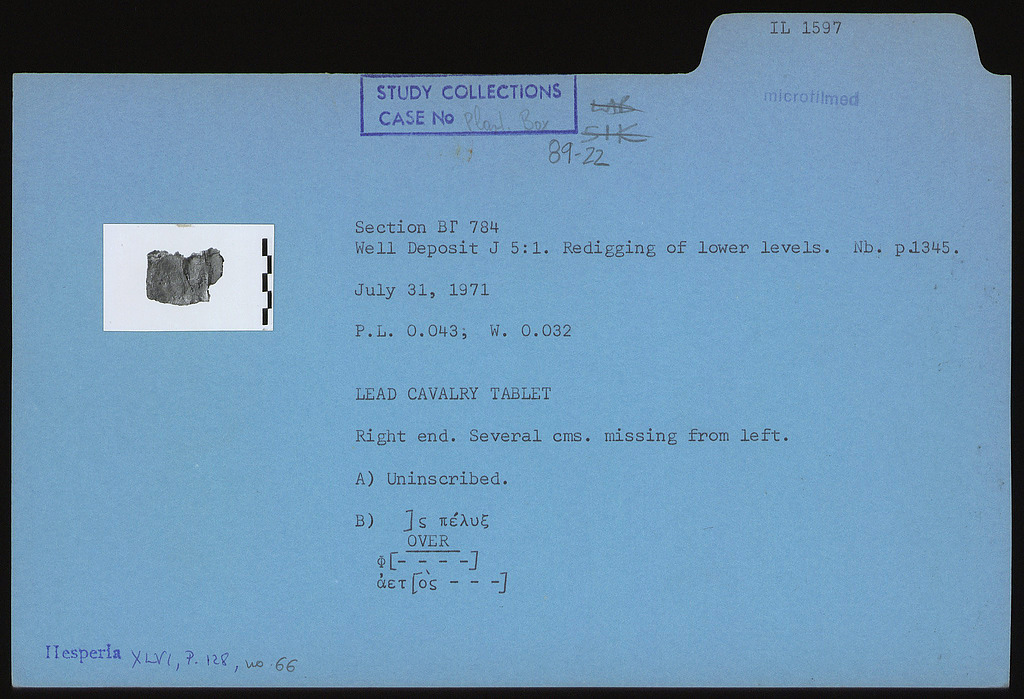 IL 1597
microfilmed
STUDY COLLECTIONS
CASE No
SIK
89-22
Section ΒΓ 784
Well Deposit J 5:1. Redigging of lower levels. Nb. p.1345.
July 31, 1971
P.L. 0.043; W. 0.032
LEAD CAVALRY TABLET
Right end. Several cms. missing from left.
A) Uninscribed.
B) ]ς πέλυξ
OVER
Φ[- - - -]
ἀετ[ὸς - - -]
Hesperia XLVI, P. 128, no 66